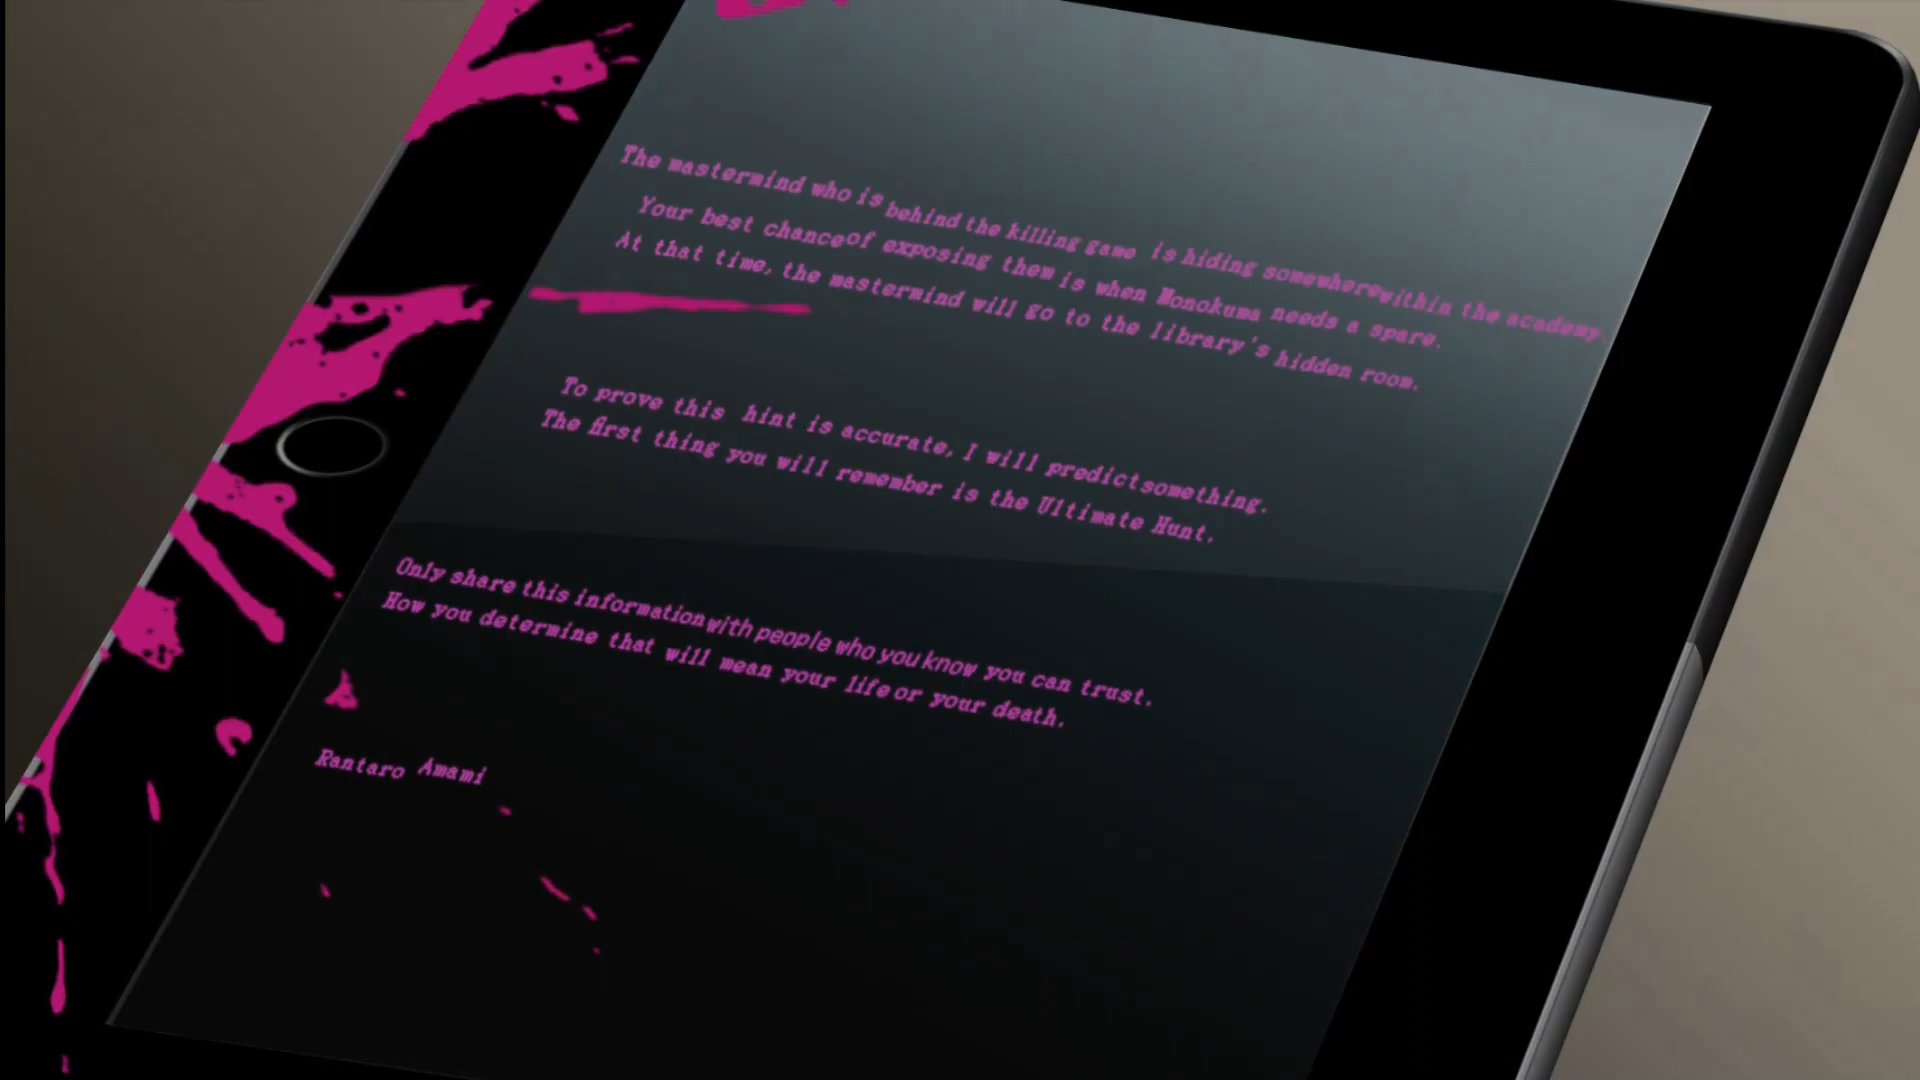 The mastermind who is behind the killing game is hiding somewhere within the academy.
Your best chance of exposing them is when Monokuma needs a spare.
At that time, the mastermind will go to the library's hidden room.
To prove this hint is accurate, I will predict something.
The first thing you will remember is the Ultimate Hunt.
Only share this information with people who you know you can trust.
How you determine that will mean your life or your death.
Rantaro Amami